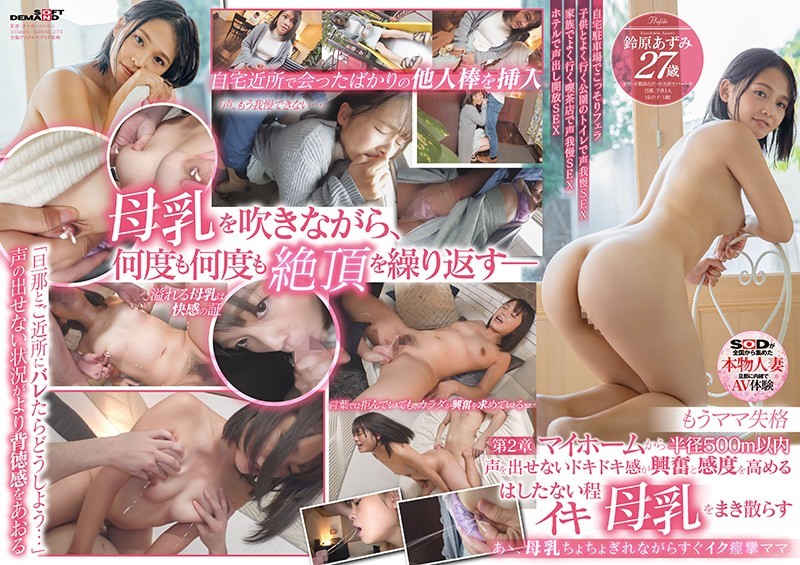 SOFT ON DEMAND
自宅近所で会ったばかりの他人棒を挿入
「声、もう我慢できない…」
母乳を吹きながら、
何度も何度も絶頂を繰り返す―
溢れる母乳は
快感の証
言葉では拒んでいても、カラダが興奮を求めている…
「旦那とご近所にバレたらどうしよう…」
声の出せない状況がより背徳感をあおる
自宅駐車場でこっそりフェラ
子供とよく行く公園のトイレで声我慢SEX
家族でよく行く喫茶店で声我慢SEX
ホテルで声出し開放SEX
Profile
鈴原あずみ
27歳
SODが
全国から集めた
本物人妻
旦那に内緒で
AV体験
もうママ失格
第2章 マイホームから半径500m以内
声を出せないドキドキ感が興奮と感度を高める
はしたない程
イキ 母乳をまき散らす
あ、母乳ちょちょぎれながらすぐイク痙攣ママ